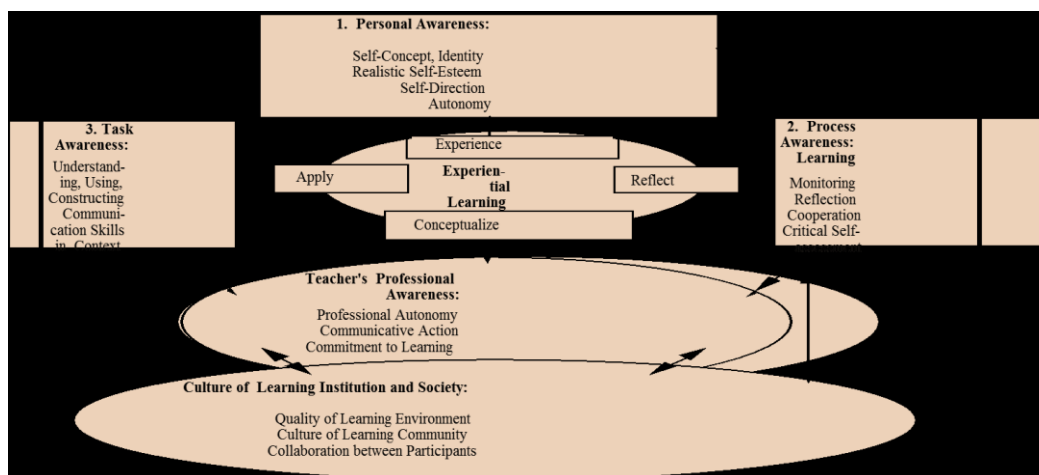 1. Personal Awareness:
Self-Concept, Identity
Realistic Self-Esteem
Self-Direction
Autonomy
3. Task
Awareness:
Understand-
ing, Using,
Constructing
Communi-
cation Skills
in Context
Experience
Apply
Experien-
tial
Learning
Reflect
Conceptualize
2. Process
Awareness:
Learning
Monitoring
Reflection
Cooperation
Critical Self-
Teacher's Professional
Awareness:
Professional Autonomy
Communicative Action
Commitment to Learning
Culture of Learning Institution and Society:
Quality of Learning Environment
Culture of Learning Community
Collaboration between Participants